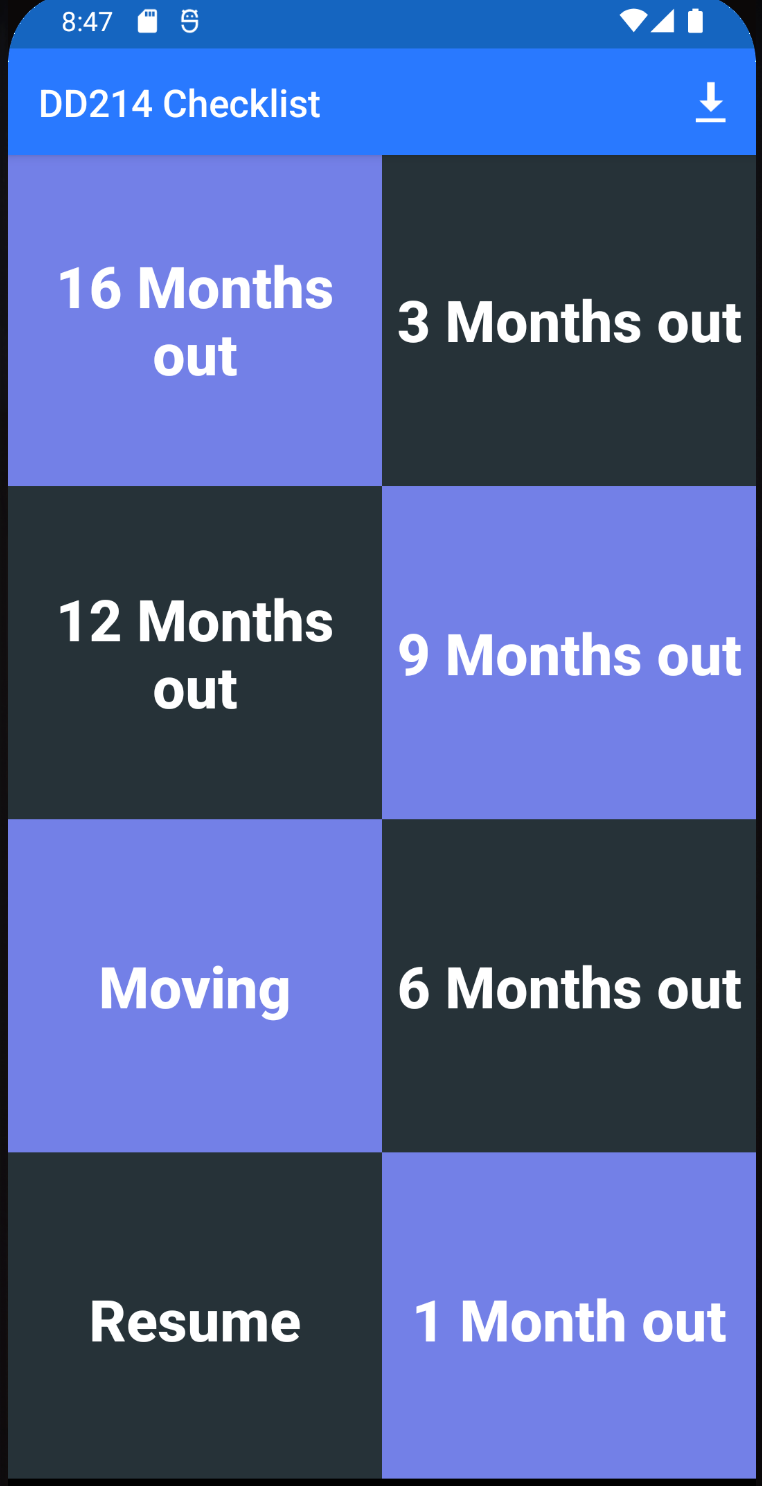 8:47
DD214 Checklist
16 Months
out
3 Months out
12 Months
out
9 Months out
Moving
6 Months out
Resume
1 Month out